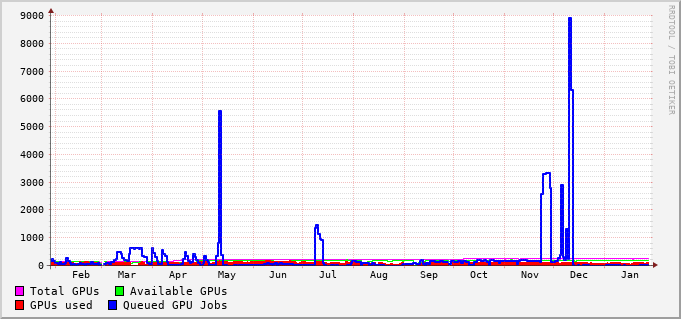 9000
8000
7000
6000
5000
4000
3000
2000
1000
0
Feb Mar Apr May Jun Jul Aug Sep Oct Nov Dec Jan
Total GPUs Available GPUs
GPUs used Queued GPU Jobs
RRDTOOL / TOBI OETIKER